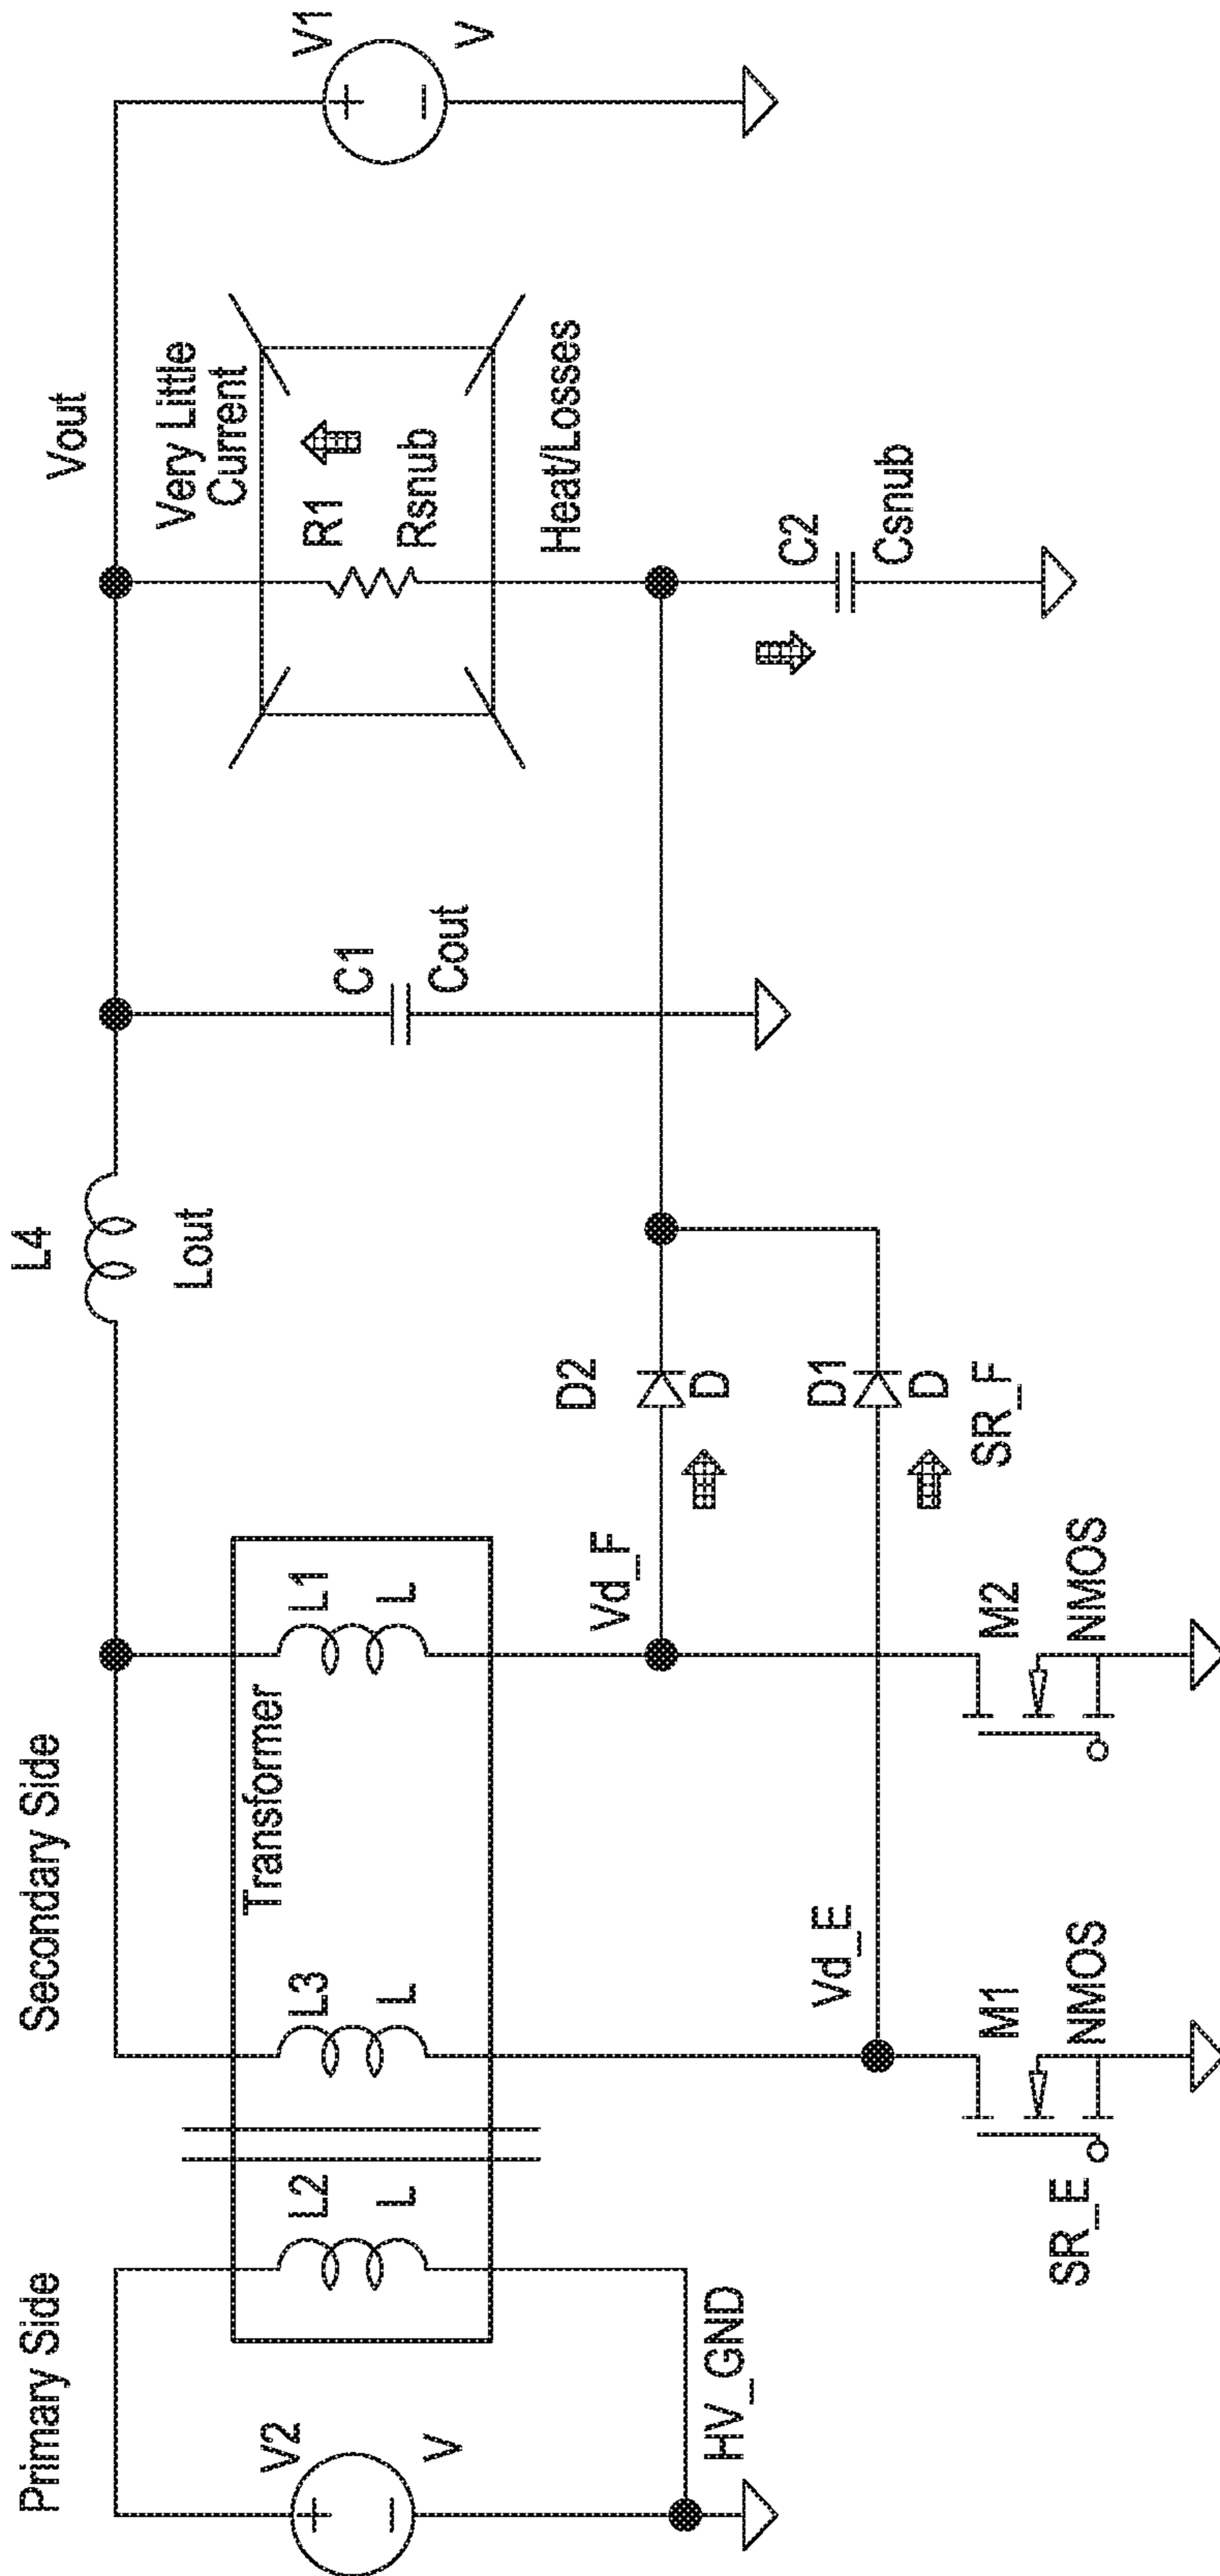 Primary Side
Secondary Side
V2
+
−
V
HV_GND
L2
L
L3
L
Transformer
L1
L
L4
Lout
Vout
Vd_F
Vd_E
D2
D
D1
D
SR_F
M1
NMOS
SR_E
M2
NMOS
C1
Cout
Very Little
Current
R1
Rsnub
Heat/Losses
C2
Csnub
V1
+
−
V